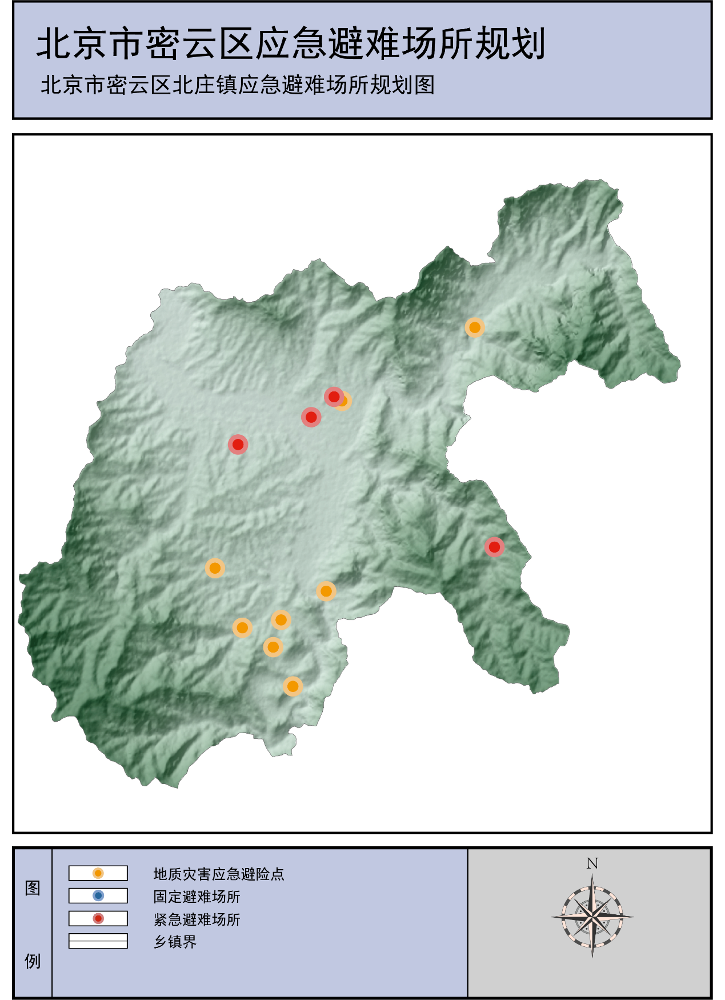 北京市密云区应急避难场所规划
北京市密云区北庄镇应急避难场所规划图
图例
地质灾害应急避险点
固定避难场所
紧急避难场所
乡镇界
N